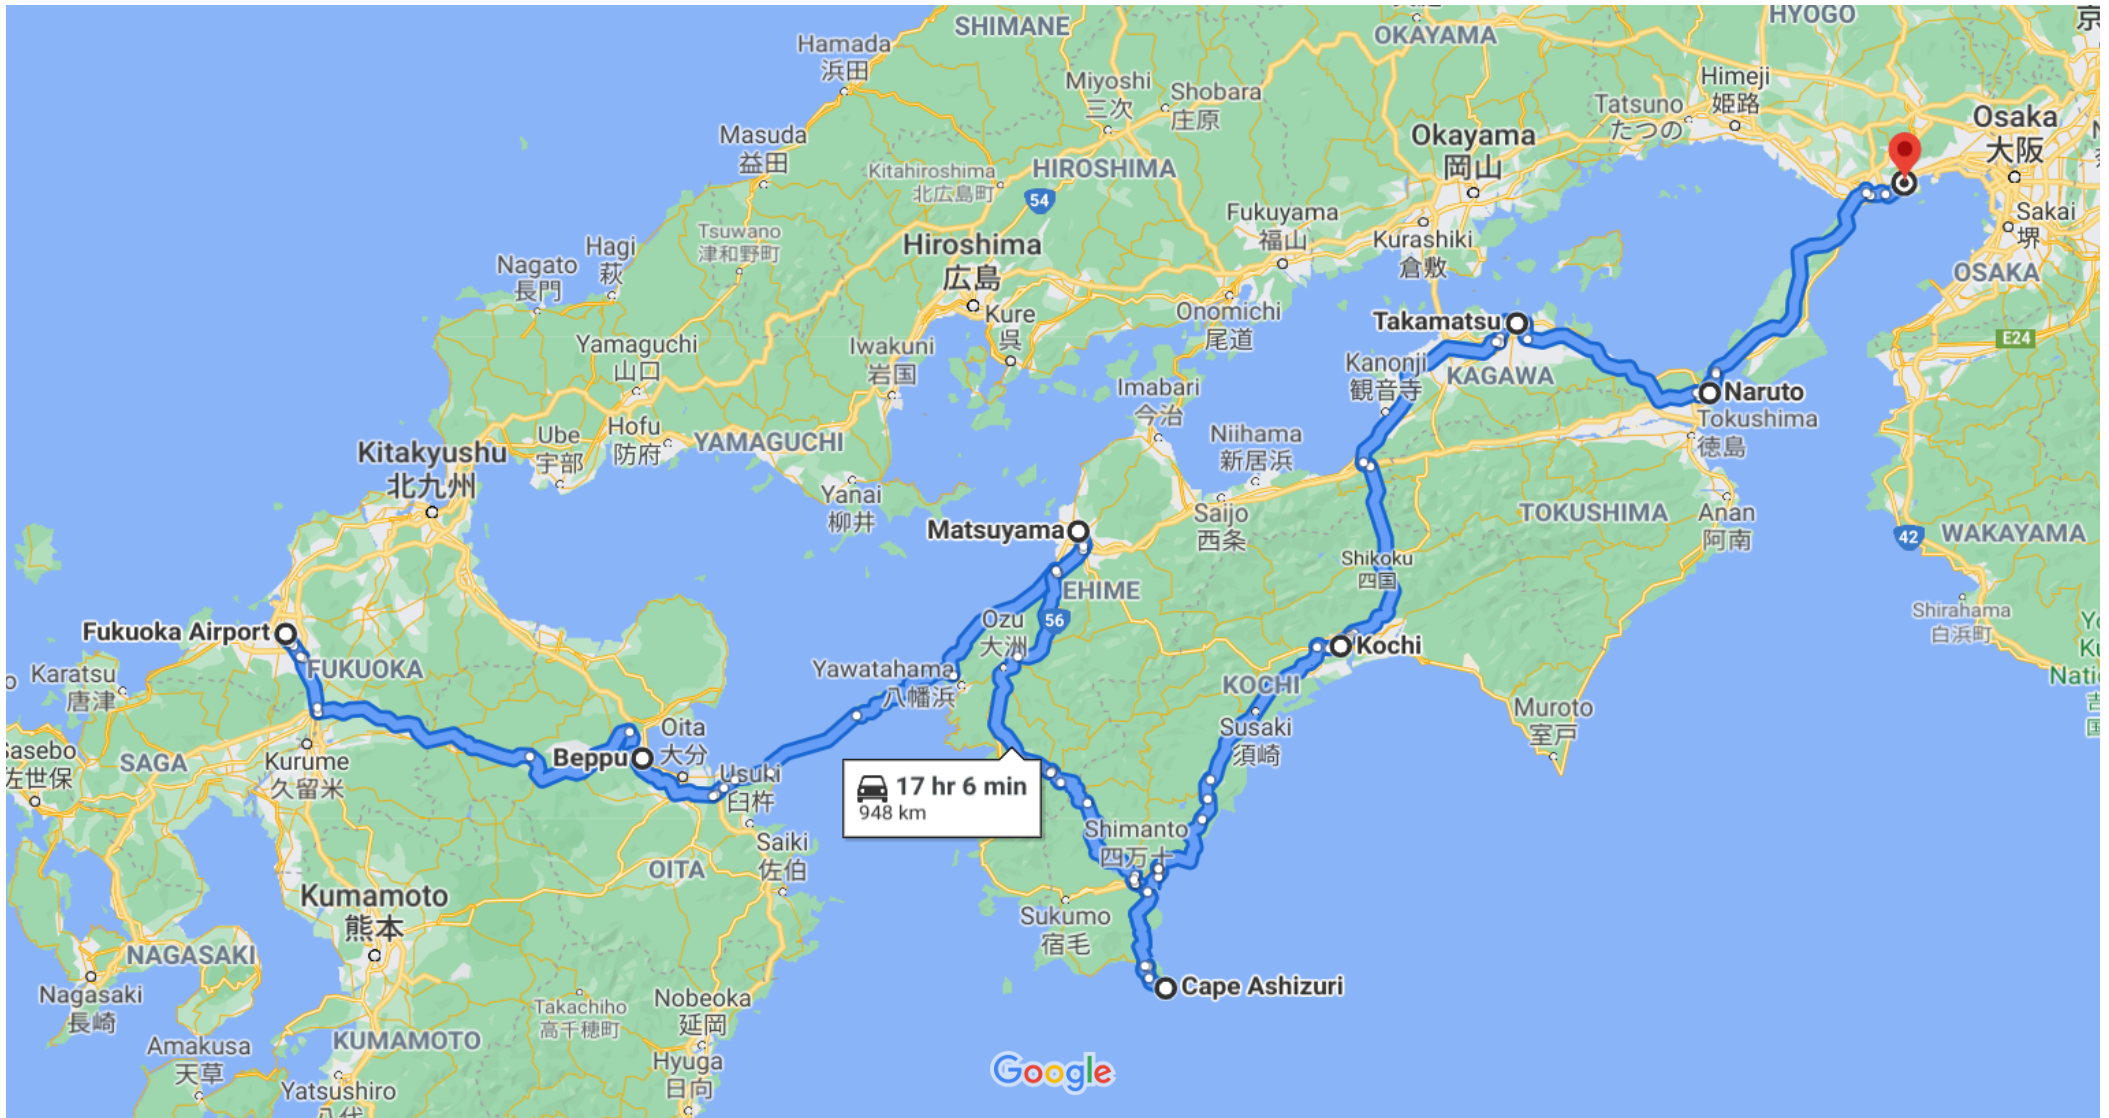 SHIMANE
HYOGO
OKAYAMA
京
Hamada
浜田
Miyoshi
三次
Shobara
庄原
Himeji
姫路
Tatsuno
たつの
Osaka
大阪
Okayama
岡山
Masuda
益田
Kitahiroshima
北広島町
HIROSHIMA
54
Fukuyama
福山
Kurashiki
倉敷
Sakai
堺
OSAKA
Tsuwano
津和野町
Hagi
萩
Nagato
長門
Hiroshima
広島
Kure
呉
Onomichi
尾道
Takamatsu
E24
Yamaguchi
山口
Iwakuni
岩国
Kanonji
観音寺
KAGAWA
Imabari
今治
Naruto
Tokushima
徳島
Ube
宇部
Hofu
防府
YAMAGUCHI
Niihama
新居浜
Kitakyushu
北九州
Yanai
柳井
Saijo
西条
TOKUSHIMA
Anan
阿南
42
WAKAYAMA
Matsuyama
Shikoku
四国
EHIME
56
Ozu
大洲
Shirahama
白浜町
Fukuoka Airport
FUKUOKA
Kochi
Karatsu
唐津
Yawatahama
八幡浜
KOCHI
Nati
Muroto
室戸
Susaki
須崎
Oita
大分
Beppu
Sasebo
佐世保
SAGA
Kurume
久留米
Usuki
臼杵
17 hr 6 min
948 km
Shimanto
四万十
Saiki
佐伯
OITA
Kumamoto
熊本
Sukumo
宿毛
NAGASAKI
Nagasaki
長崎
Cape Ashizuri
Takachiho
高千穂町
Nobeoka
延岡
KUMAMOTO
Amakusa
天草
Hyuga
日向
Google
Yatsushiro
八代